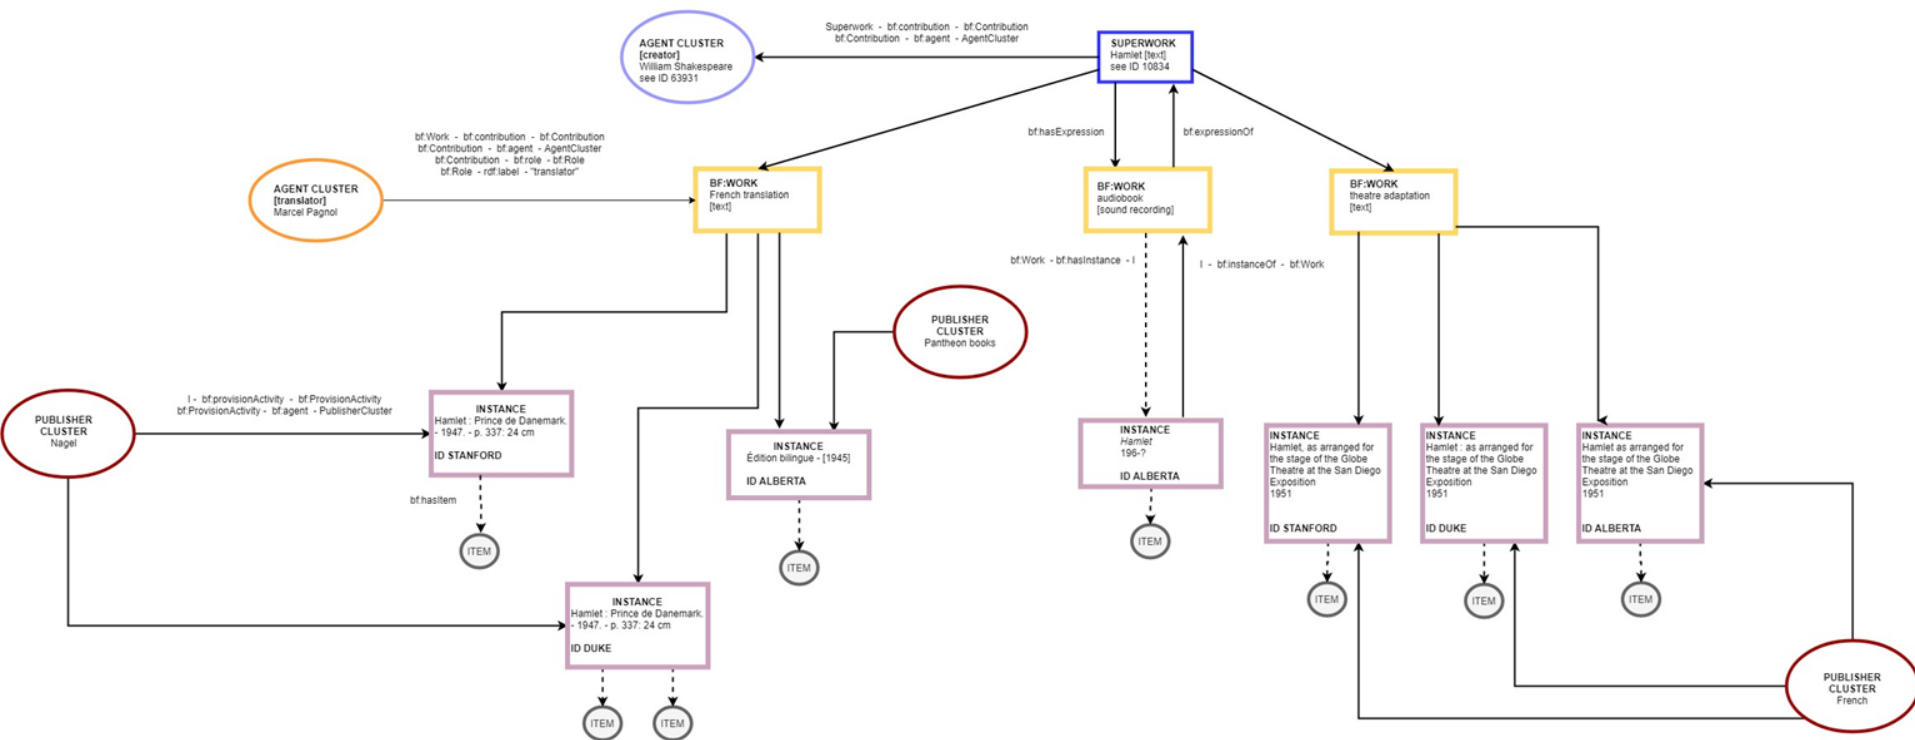 Superwork - bf:contribution - bf:Contribution
bf:Contribution - bf:agent - AgentCluster
AGENT CLUSTER
[creator]
William Shakespeare
see ID 63931
SUPERWORK
Hamlet [text]
see ID 10834
bf:Work - bf:contribution - bf:Contribution
bf:Contribution - bf:agent - AgentCluster
bf:Contribution - bf:role - bf:Role
bf:Role - rdf:label - "translator"
bf:hasExpression
bf:expressionOf
AGENT CLUSTER
[translator]
Marcel Pagnol
BF:WORK
French translation
[text]
BF:WORK
audiobook
[sound recording]
BF:WORK
theatre adaptation
[text]
bf:Work - bf:hasInstance - I
I - bf:instanceOf - bf:Work
PUBLISHER
CLUSTER
Pantheon books
PUBLISHER
CLUSTER
Nagel
I - bf:provisionActivity - bf:ProvisionActivity
bf:ProvisionActivity - bf:agent - PublisherCluster
INSTANCE
Hamlet : Prince de Danemark.
- 1947. - p. 337: 24 cm
ID STANFORD
INSTANCE
Édition bilingue - [1945]
ID ALBERTA
INSTANCE
Hamlet
196-?
ID ALBERTA
INSTANCE
Hamlet, as arranged for
the stage of the Globe
Theatre at the San Diego
Exposition
1951
ID STANFORD
INSTANCE
Hamlet : as arranged for
the stage of the Globe
Theatre at the San Diego
Exposition
1951
ID DUKE
INSTANCE
Hamlet as arranged for
the stage of the Globe
Theatre at the San Diego
Exposition
1951
ID ALBERTA
bf:hasItem
ITEM
ITEM
ITEM
ITEM
ITEM
ITEM
INSTANCE
Hamlet : Prince de Danemark.
- 1947. - p. 337: 24 cm
ID DUKE
ITEM
ITEM
PUBLISHER
CLUSTER
French